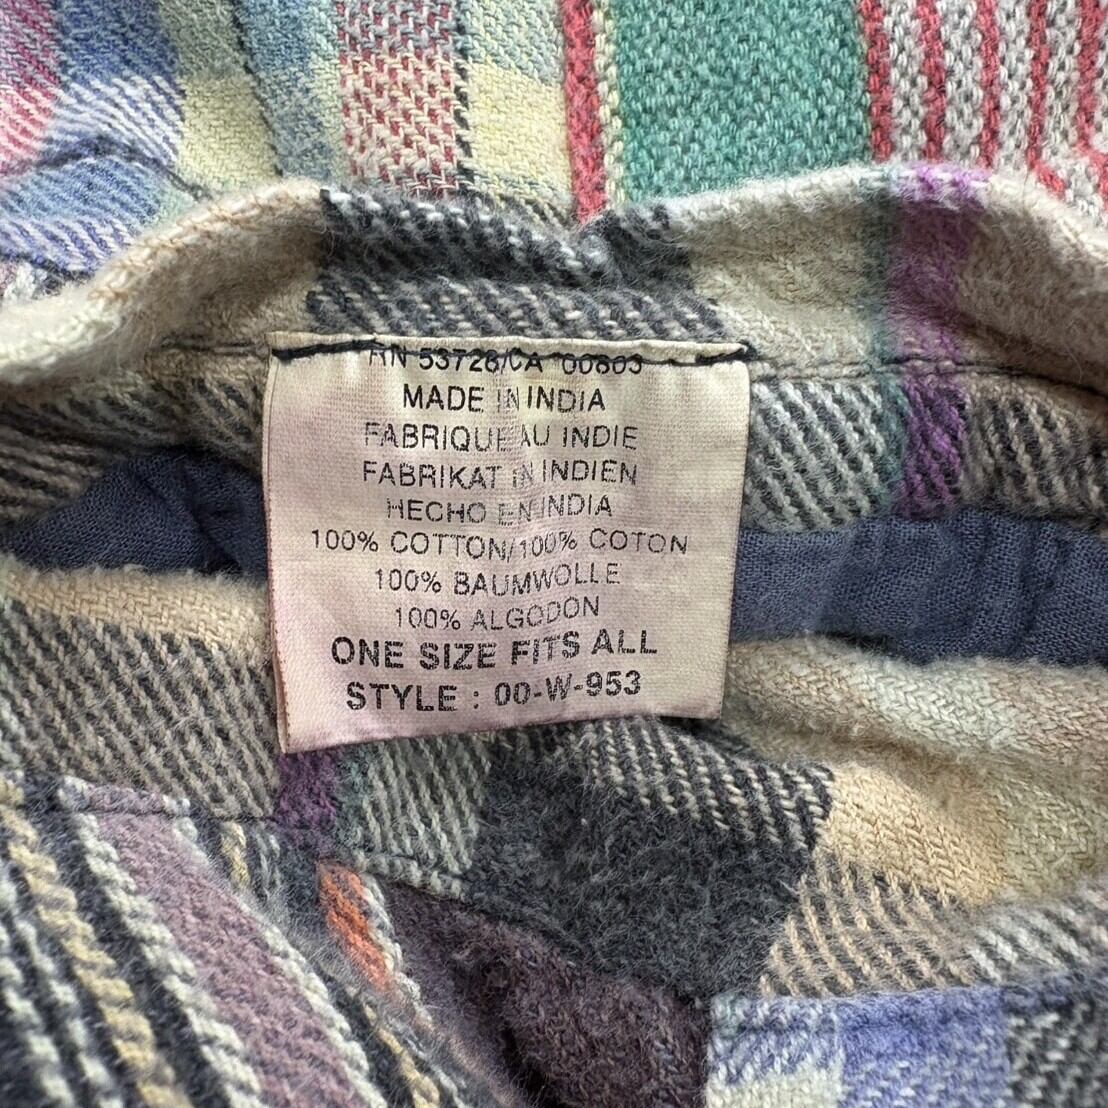 RN 53726/CA 00803
MADE IN INDIA
FABRIQUE AU INDIE
FABRIKAT IN INDIEN
HECHO EN INDIA
100% COTTON/100% COTON
100% BAUMWOLLE
100% ALGODON
ONE SIZE FITS ALL
STYLE : 00-W-953